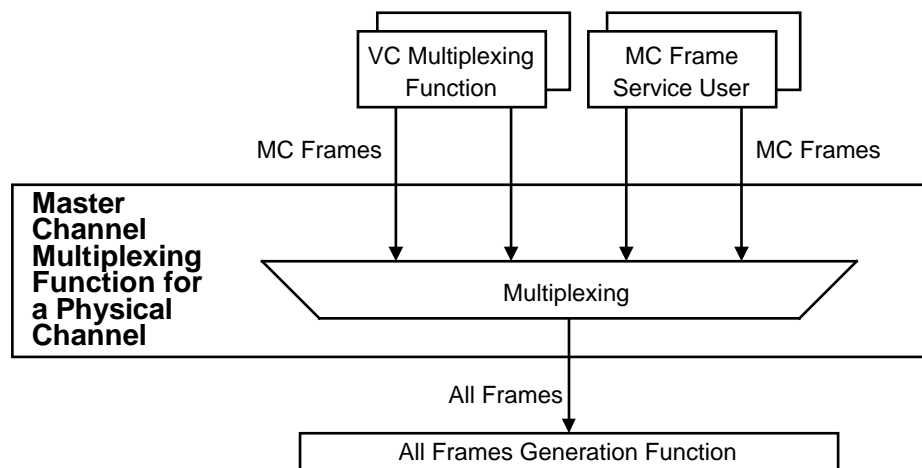 VC Multiplexing
Function
MC Frame
Service User
MC Frames
MC Frames
Master
Channel
Multiplexing
Function for
a Physical
Channel
Multiplexing
All Frames
All Frames Generation Function